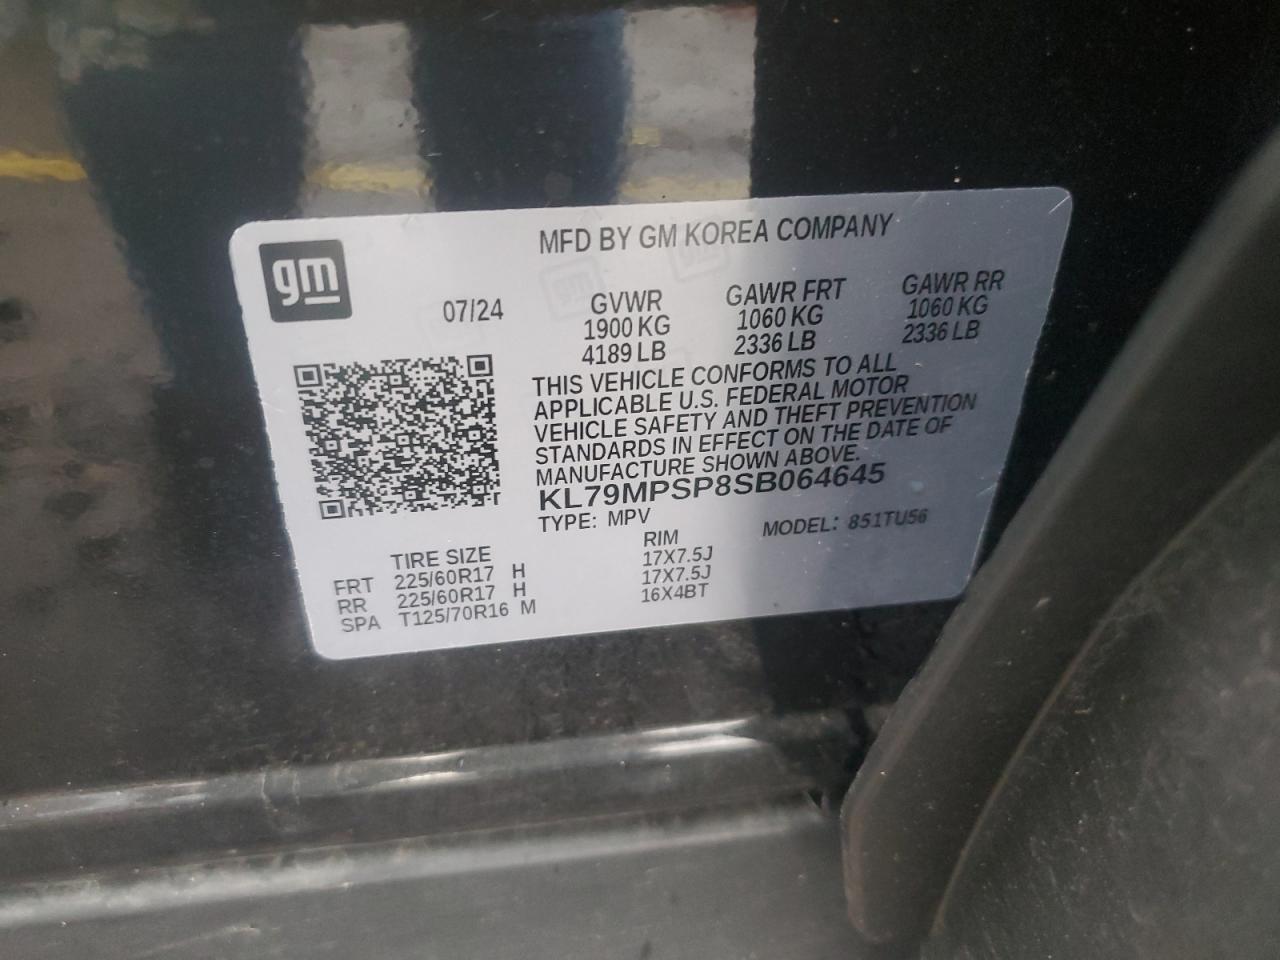 gm
MFD BY GM KOREA COMPANY
07/24
GVWR GAWR FRT GAWR RR
1900 KG 1060 KG 1060 KG
4189 LB 2336 LB 2336 LB
THIS VEHICLE CONFORMS TO ALL
APPLICABLE U.S. FEDERAL MOTOR
VEHICLE SAFETY AND THEFT PREVENTION
STANDARDS IN EFFECT ON THE DATE OF
MANUFACTURE SHOWN ABOVE.
KL79MPSP8SB064645
TYPE: MPV MODEL: 851TU56
TIRE SIZE RIM
FRT 225/60R17 H 17X7.5J
RR 225/60R17 H 17X7.5J
SPA T125/70R16 M 16X4BT